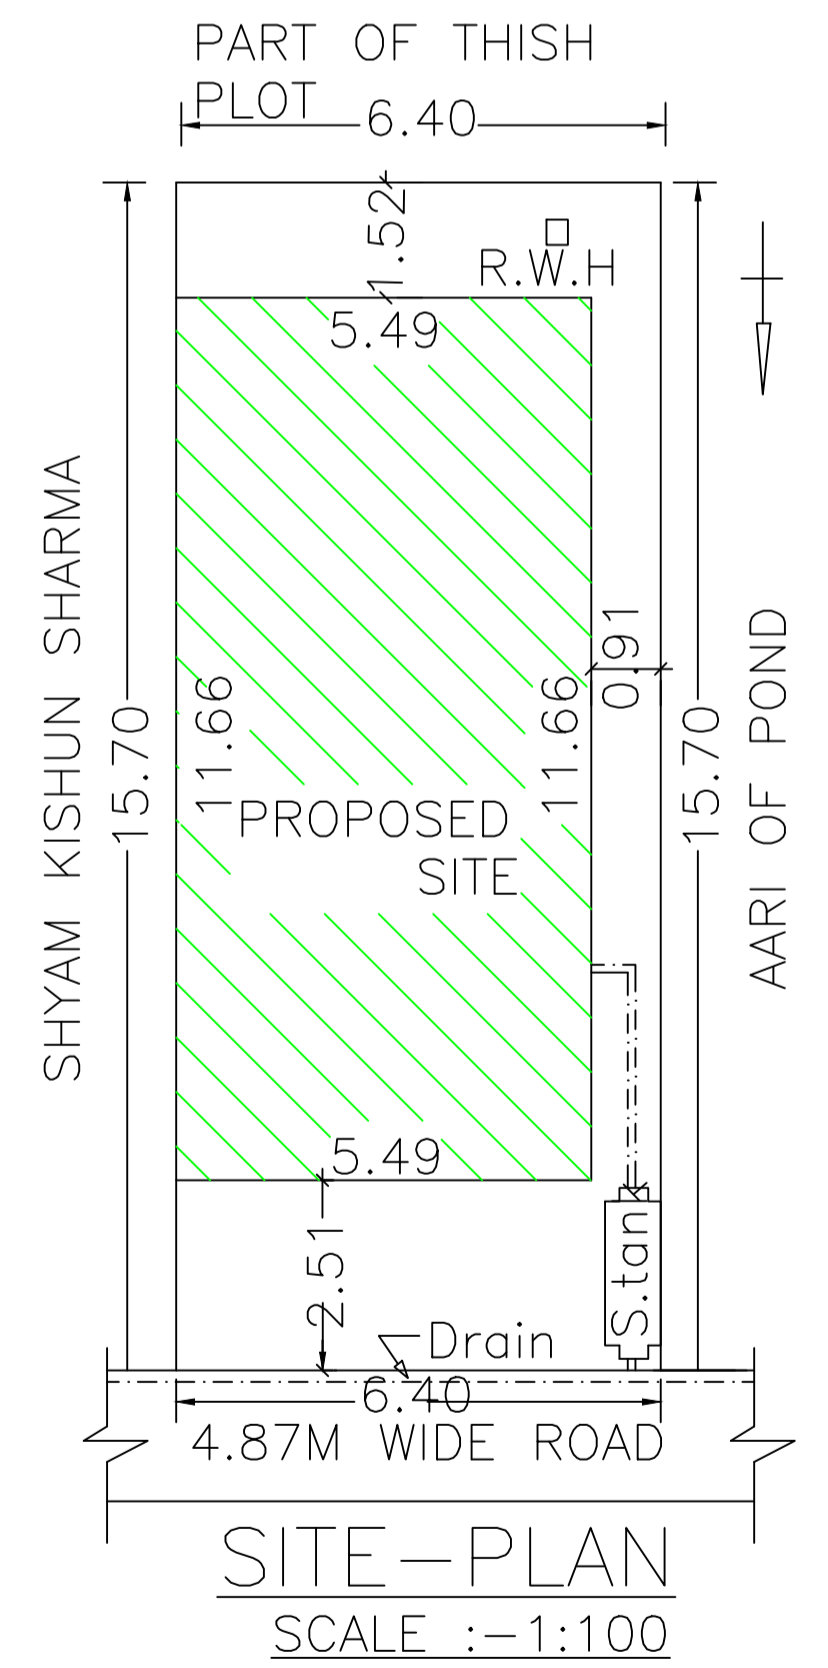 PART OF THISH
PLOT
6.40
1.52
R.W.H
5.49
SHYAM KISHUN SHARMA
15.70
11.66
11.66
0.91
15.70
AARI OF POND
PROPOSED
SITE
5.49
2.51
S.tank
Drain
6.40
4.87M WIDE ROAD
SITE-PLAN
SCALE :-1:100